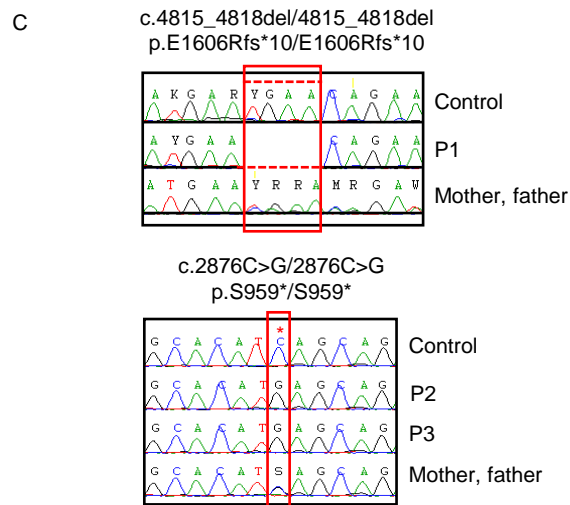 C
c.4815_4818del/4815_4818del
p.E1606Rfs*10/E1606Rfs*10
A K G A R Y G A A C A G A A
Control
A Y G A A C A G A A
P1
A T G A A Y R R A M R G A W
Mother, father
c.2876C>G/2876C>G
p.S959*/S959*
*
G C A C A T C A G C A G
Control
G C A C A T G A G C A G
P2
G C A C A T G A G C A G
P3
G C A C A T S A G C A G
Mother, father